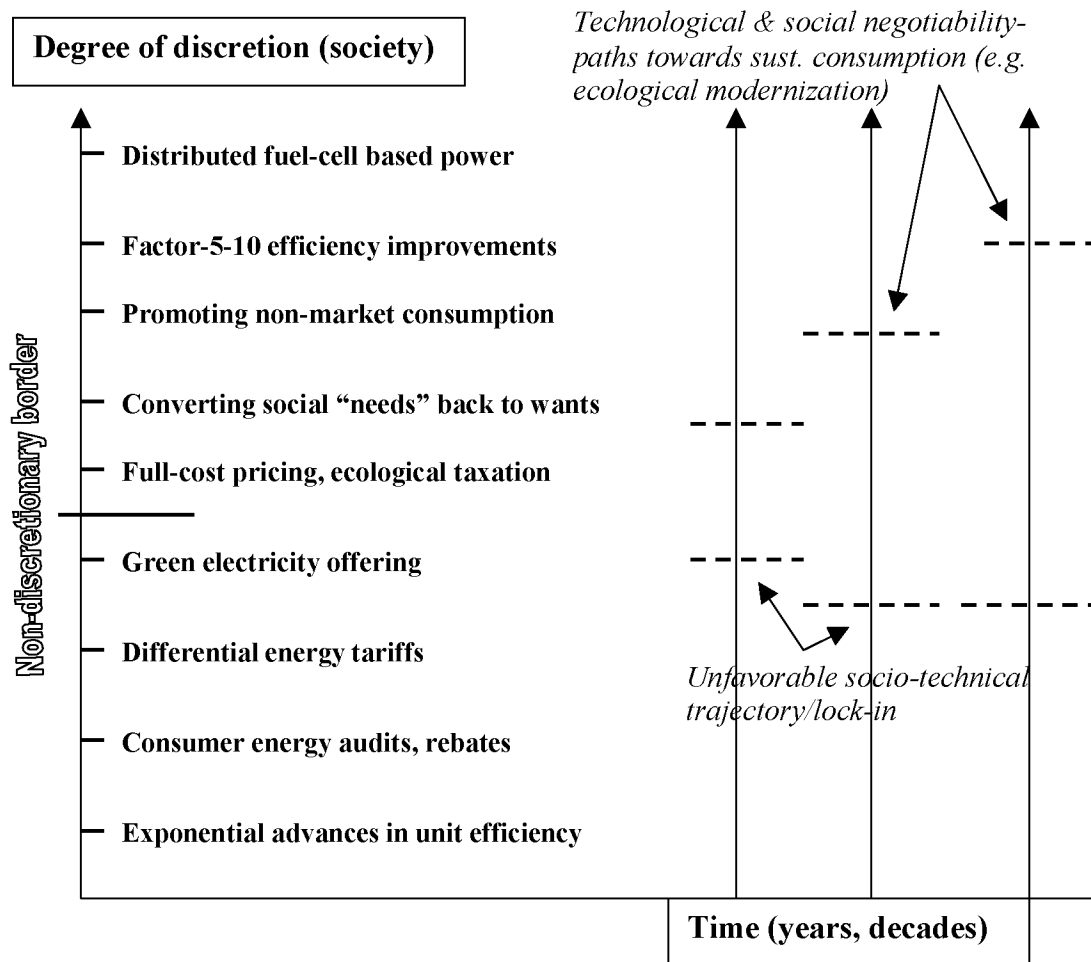 Degree of discretion (society)
Technological & social negotiability-
paths towards sust. consumption (e.g.
ecological modernization)
Distributed fuel-cell based power
Factor-5-10 efficiency improvements
Promoting non-market consumption
Converting social “needs” back to wants
Full-cost pricing, ecological taxation
Non-discretionary border
Green electricity offering
Differential energy tariffs
Unfavorable socio-technical
trajectory/lock-in
Consumer energy audits, rebates
Exponential advances in unit efficiency
Time (years, decades)